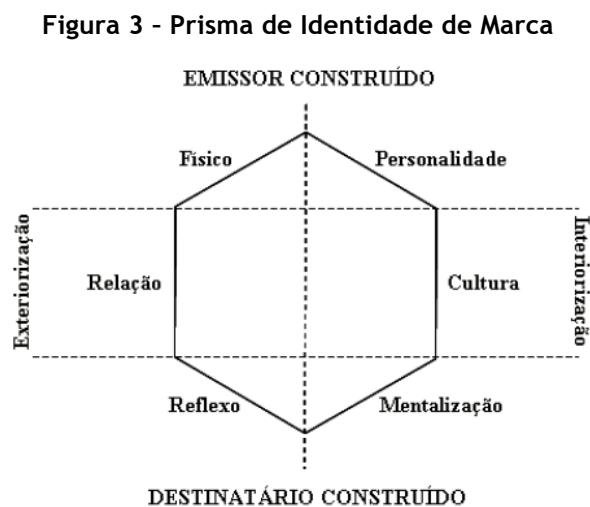 Figura 3 – Prisma de Identidade de Marca
EMISSOR CONSTRUÍDO
Físico
Personalidade
Exteriorização
Relação
Cultura
Interiorização
Reflexo
Mentalização
DESTINATÁRIO CONSTRUÍDO